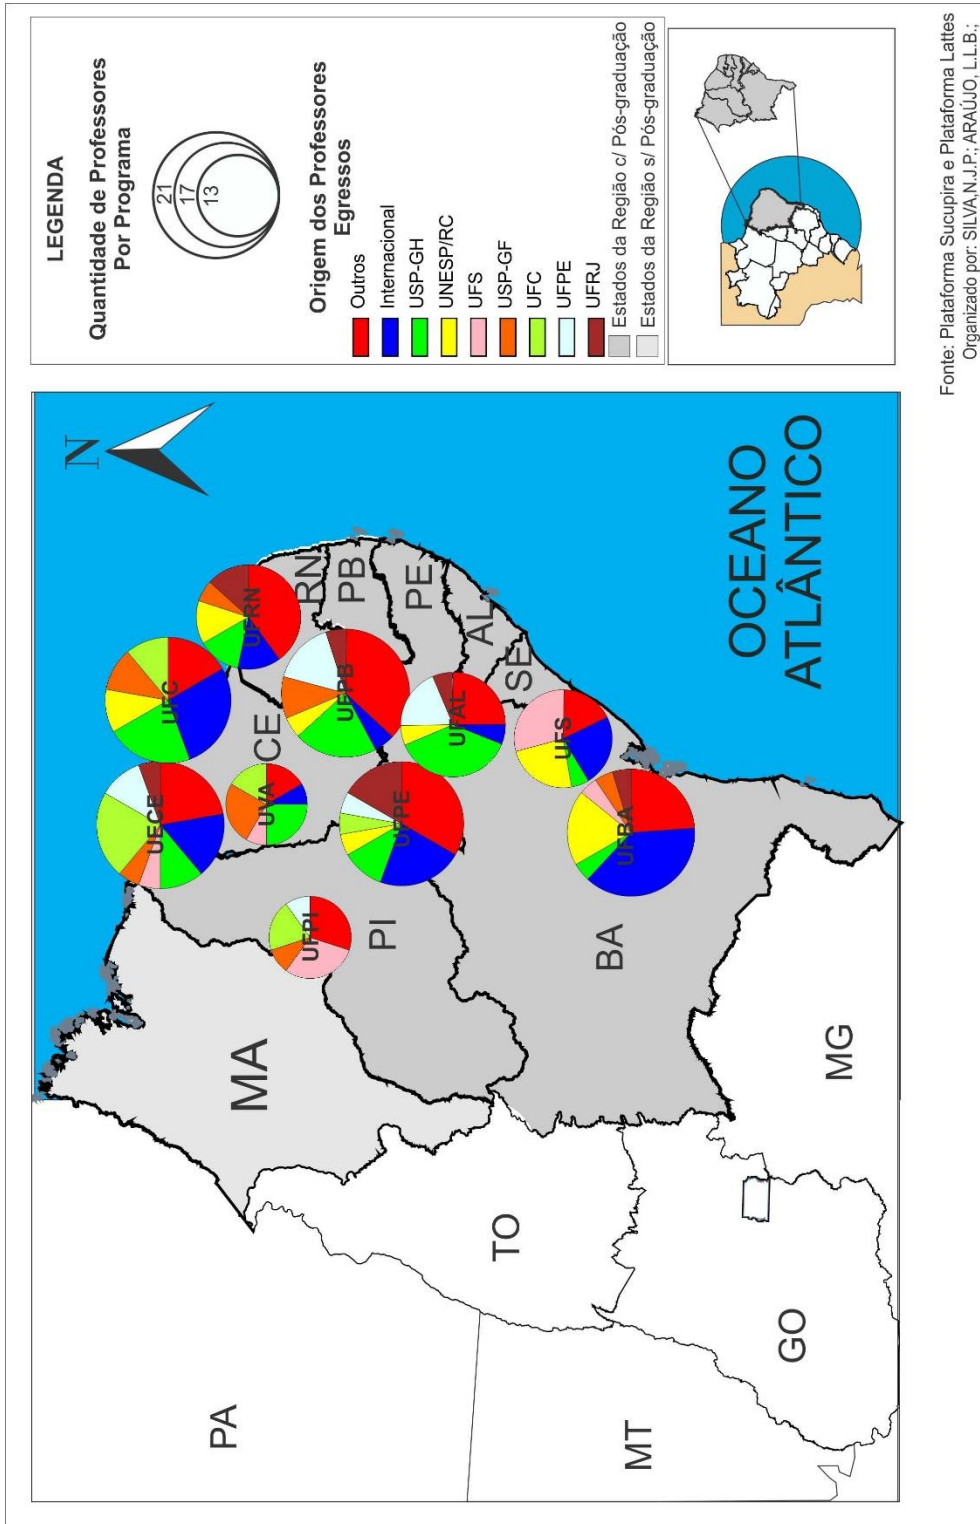 LEGENDA
Quantidade de Professores
Por Programa
21
17
13
Origem dos Professores
Egressos
Outros
Internacional
USP-GH
UNESP/RC
UFS
USP-GF
UFC
UFPE
UFRJ
Estados da Região c/ Pós-graduação
Estados da Região s/ Pós-graduação
N
OCEANO
ATLÂNTICO
PA
MA
TO
MT
GO
MG
PI
BA
CE
RN
PB
PE
AL
SE
UECE
UFC
UFRN
UVA
UFPB
UFPI
UFPE
UFAL
UFS
UFBA
Fonte: Plataforma Sucupira e Plataforma Lattes
Organizado por: SILVA,N.J.P.; ARAÚJO, L.L.B.;